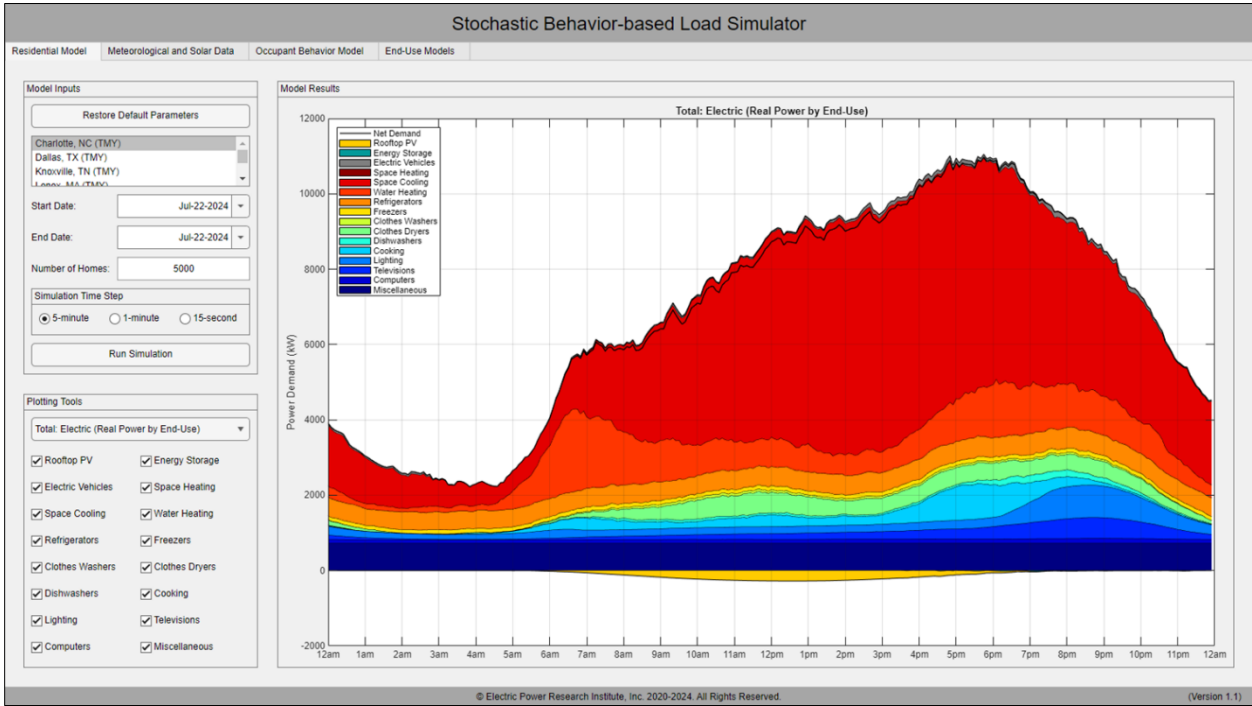 Stochastic Behavior-based Load Simulator
Residential Model Meteorological and Solar Data Occupant Behavior Model End-Use Models
Model Inputs
Restore Default Parameters
Charlotte, NC (TMY)
Dallas, TX (TMY)
Knoxville, TN (TMY)
Lenox, MA (TMY)
Start Date: Jul-22-2024
End Date: Jul-22-2024
Number of Homes: 5000
Simulation Time Step
5-minute 1-minute 15-second
Run Simulation
Plotting Tools
Total: Electric (Real Power by End-Use)
Rooftop PV Energy Storage
Electric Vehicles Space Heating
Space Cooling Water Heating
Refrigerators Freezers
Clothes Washers Clothes Dryers
Dishwashers Cooking
Lighting Televisions
Computers Miscellaneous
Model Results
Total: Electric (Real Power by End-Use)
Net Demand
Rooftop PV
Energy Storage
Electric Vehicles
Space Heating
Space Cooling
Water Heating
Refrigerators
Freezers
Clothes Washers
Clothes Dryers
Dishwashers
Cooking
Lighting
Televisions
Computers
Miscellaneous
Power Demand (kW)
12000
10000
8000
6000
4000
2000
0
-2000
12am 1am 2am 3am 4am 5am 6am 7am 8am 9am 10am 11am 12pm 1pm 2pm 3pm 4pm 5pm 6pm 7pm 8pm 9pm 10pm 11pm 12am
© Electric Power Research Institute, Inc. 2020-2024. All Rights Reserved.
(Version 1.1)